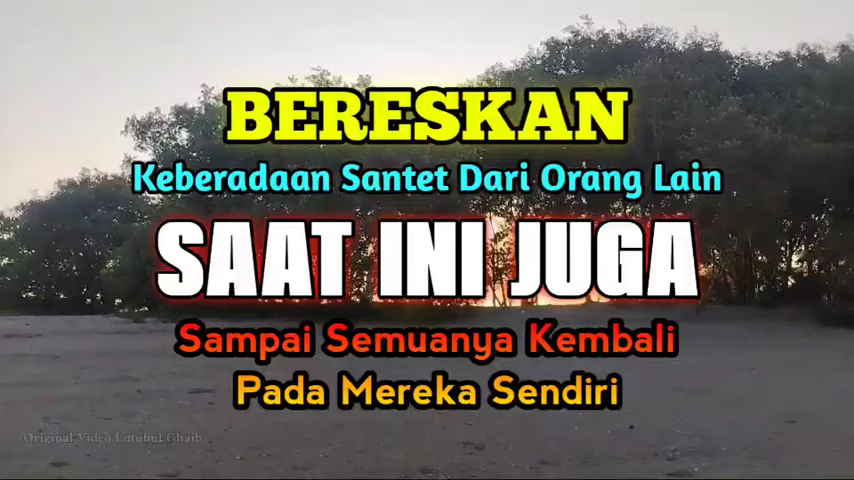 BERESKAN
Keberadaan Santet Dari Orang Lain
SAAT INI JUGA
Sampai Semuanya Kembali
Pada Mereka Sendiri
Original Video Lutubul Ghaib